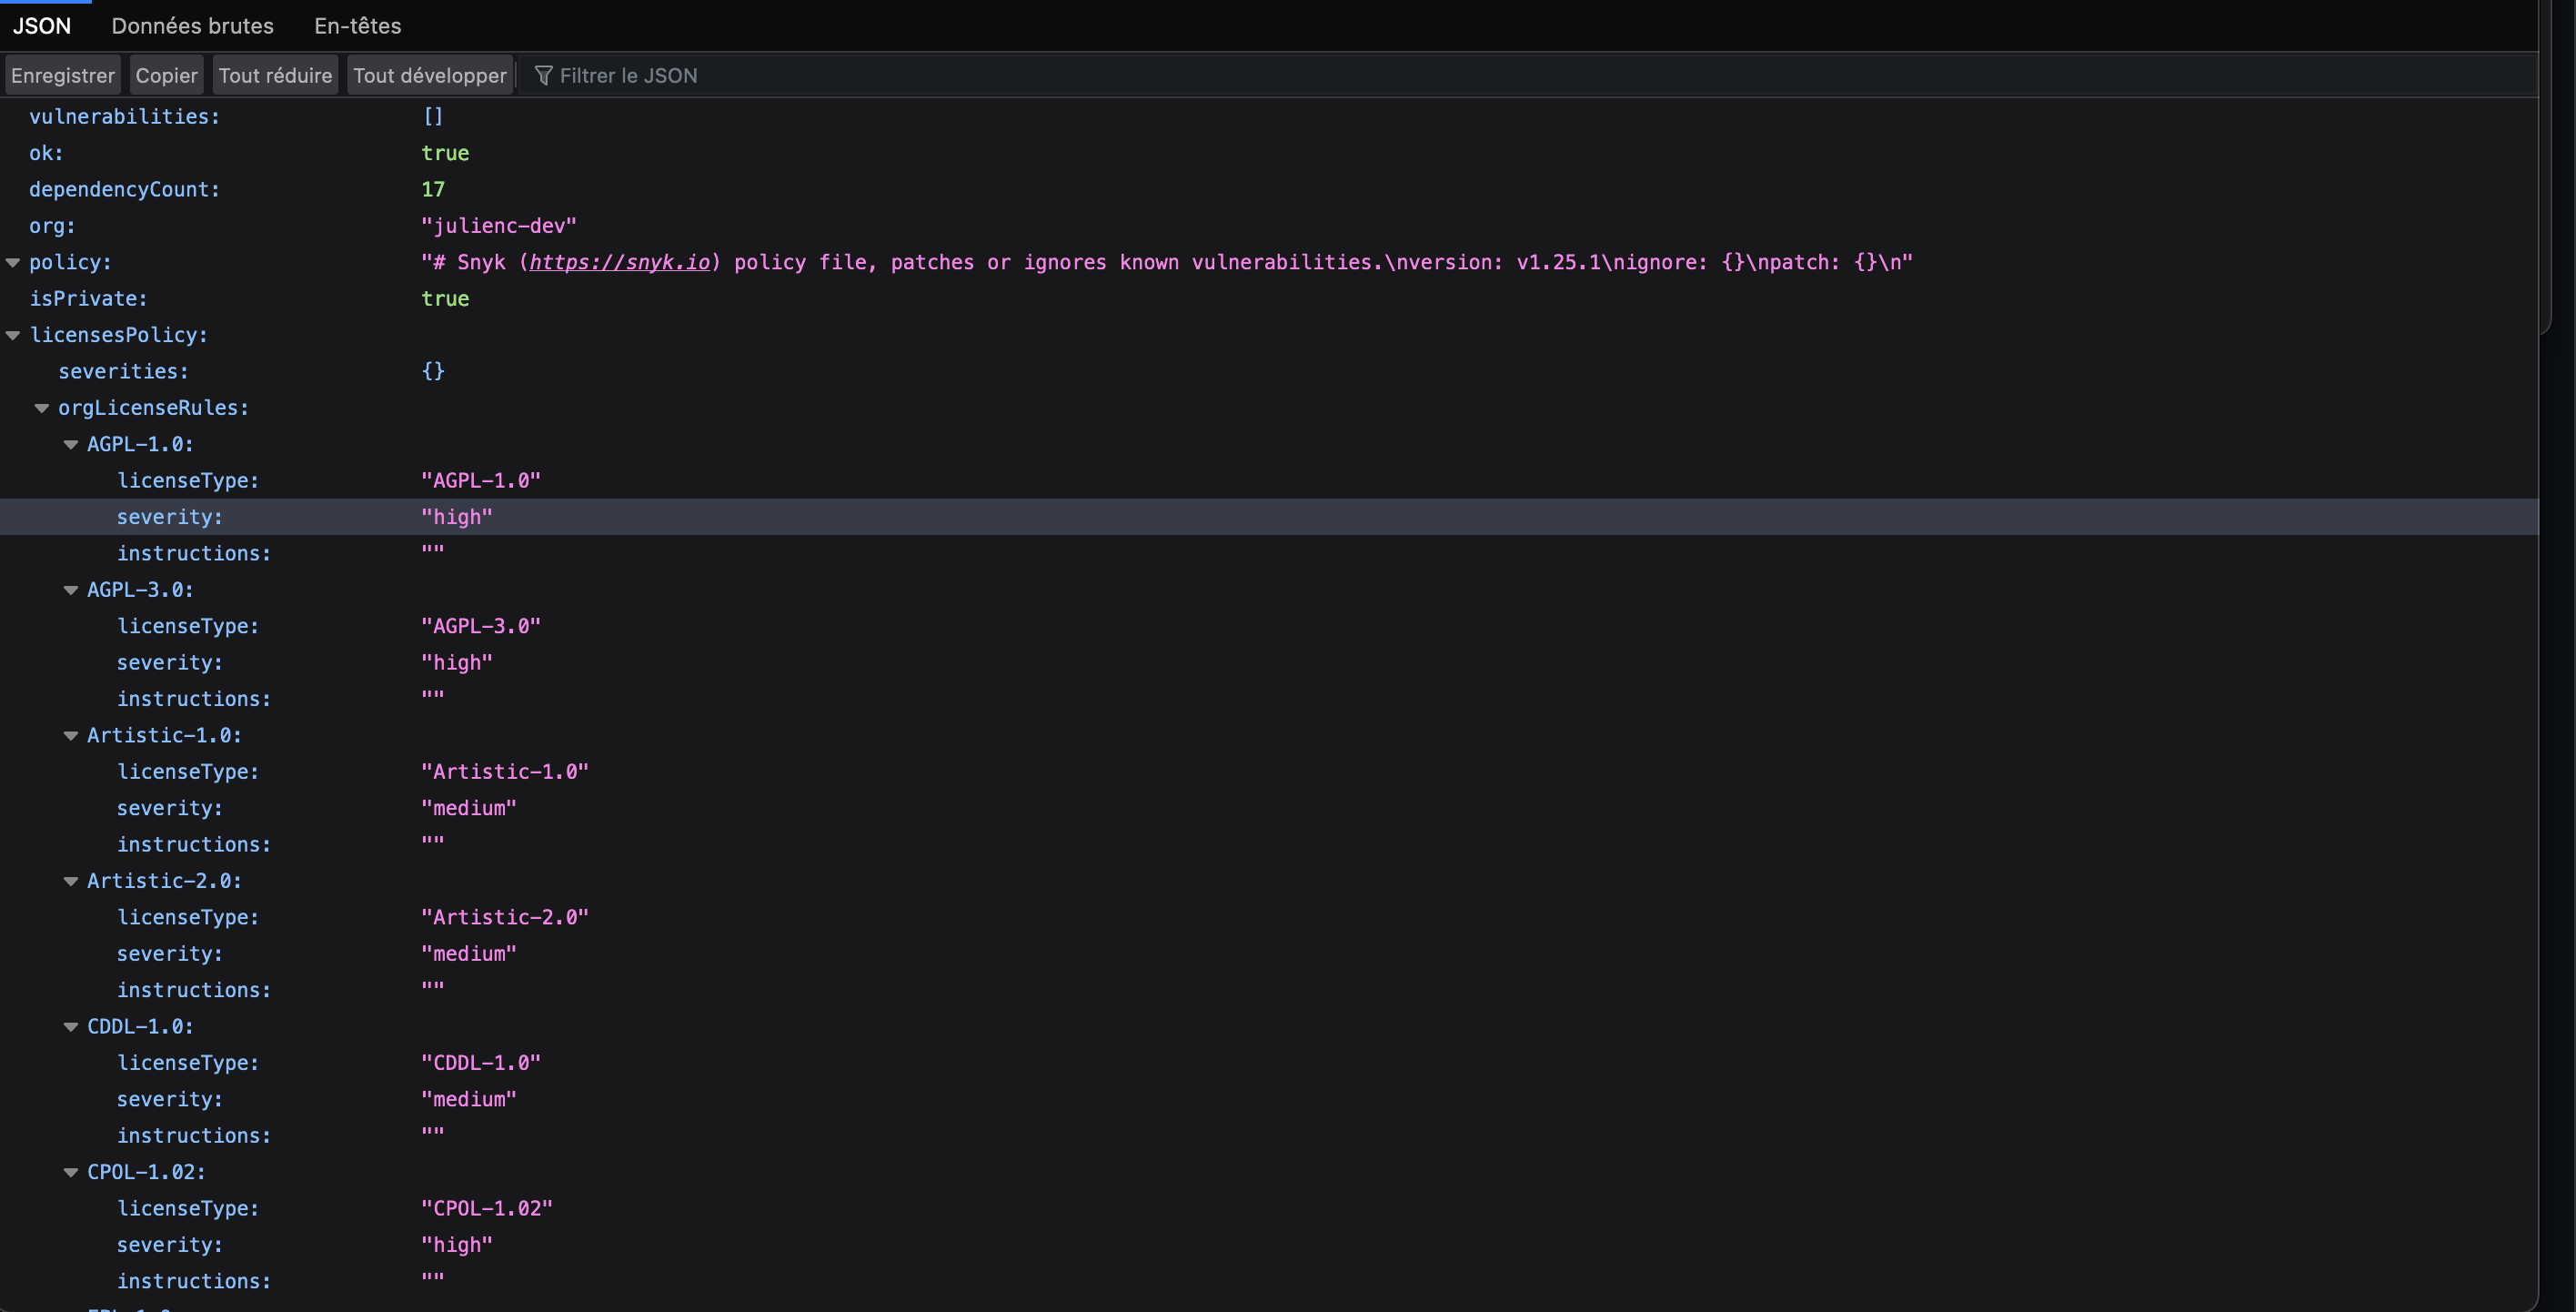 JSON Données brutes En-têtes
Enregistrer Copier Tout réduire Tout développer Filtrer le JSON
vulnerabilities: []
ok: true
dependencyCount: 17
org: "julienc-dev"
policy: "# Snyk (https://snyk.io) policy file, patches or ignores known vulnerabilities.\nversion: v1.25.1\nignore: {}\npatch: {}\n"
isPrivate: true
licensesPolicy:
severities: {}
orgLicenseRules:
AGPL-1.0:
licenseType: "AGPL-1.0"
severity: "high"
instructions: ""
AGPL-3.0:
licenseType: "AGPL-3.0"
severity: "high"
instructions: ""
Artistic-1.0:
licenseType: "Artistic-1.0"
severity: "medium"
instructions: ""
Artistic-2.0:
licenseType: "Artistic-2.0"
severity: "medium"
instructions: ""
CDDL-1.0:
licenseType: "CDDL-1.0"
severity: "medium"
instructions: ""
CPOL-1.02:
licenseType: "CPOL-1.02"
severity: "high"
instructions: ""